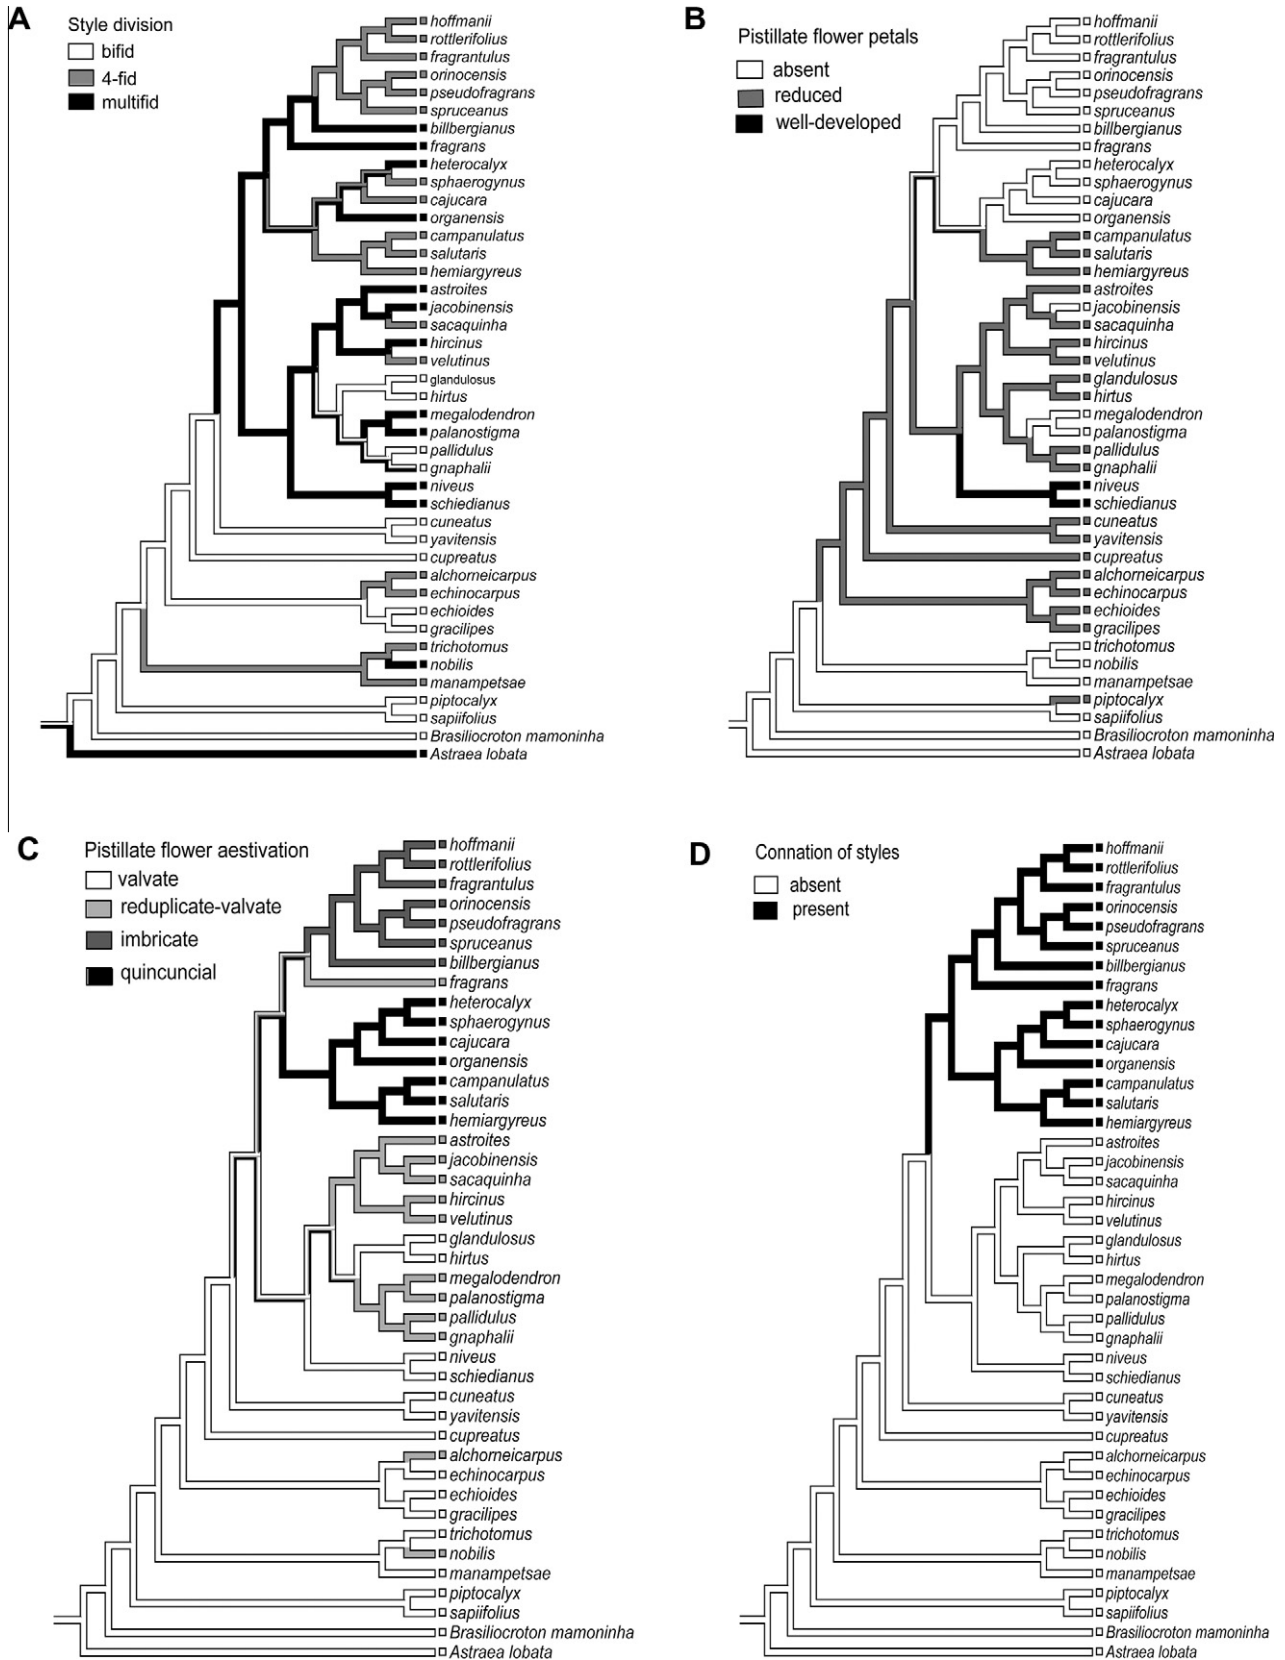 A
Style division
bifid
4-fid
multifid
hoffmanii
rottlerifolius
fragrantulus
orinocensis
pseudofragrans
spruceanus
billbergianus
fragrans
heterocalyx
sphaerogynus
cajucara
organensis
campanulatus
salutaris
hemiargyreus
astroites
jacobinensis
sacaquinha
hircinus
velutinus
glandulosus
hirtus
megalodendron
palanostigma
pallidulus
gnaphalii
niveus
schiedianus
cuneatus
yavitensis
cupreatus
alchorneicarpus
echinocarpus
echioides
gracilipes
trichotomus
nobilis
manampetsae
piptocalyx
sapiifolius
Brasiliocroton mamoninha
Astraea lobata
B
Pistillate flower petals
absent
reduced
well-developed
hoffmanii
rottlerifolius
fragrantulus
orinocensis
pseudofragrans
spruceanus
billbergianus
fragrans
heterocalyx
sphaerogynus
cajucara
organensis
campanulatus
salutaris
hemiargyreus
astroites
jacobinensis
sacaquinha
hircinus
velutinus
glandulosus
hirtus
megalodendron
palanostigma
pallidulus
gnaphalii
niveus
schiedianus
cuneatus
yavitensis
cupreatus
alchorneicarpus
echinocarpus
echioides
gracilipes
trichotomus
nobilis
manampetsae
piptocalyx
sapiifolius
Brasiliocroton mamoninha
Astraea lobata
C
Pistillate flower aestivation
valvate
reduplicate-valvate
imbricate
quincuncial
hoffmanii
rottlerifolius
fragrantulus
orinocensis
pseudofragrans
spruceanus
billbergianus
fragrans
heterocalyx
sphaerogynus
cajucara
organensis
campanulatus
salutaris
hemiargyreus
astroites
jacobinensis
sacaquinha
hircinus
velutinus
glandulosus
hirtus
megalodendron
palanostigma
pallidulus
gnaphalii
niveus
schiedianus
cuneatus
yavitensis
cupreatus
alchorneicarpus
echinocarpus
echioides
gracilipes
trichotomus
nobilis
manampetsae
piptocalyx
sapiifolius
Brasiliocroton mamoninha
Astraea lobata
D
Connation of styles
absent
present
hoffmanii
rottlerifolius
fragrantulus
orinocensis
pseudofragrans
spruceanus
billbergianus
fragrans
heterocalyx
sphaerogynus
cajucara
organensis
campanulatus
salutaris
hemiargyreus
astroites
jacobinensis
sacaquinha
hircinus
velutinus
glandulosus
hirtus
megalodendron
palanostigma
pallidulus
gnaphalii
niveus
schiedianus
cuneatus
yavitensis
cupreatus
alchorneicarpus
echinocarpus
echioides
gracilipes
trichotomus
nobilis
manampetsae
piptocalyx
sapiifolius
Brasiliocroton mamoninha
Astraea lobata